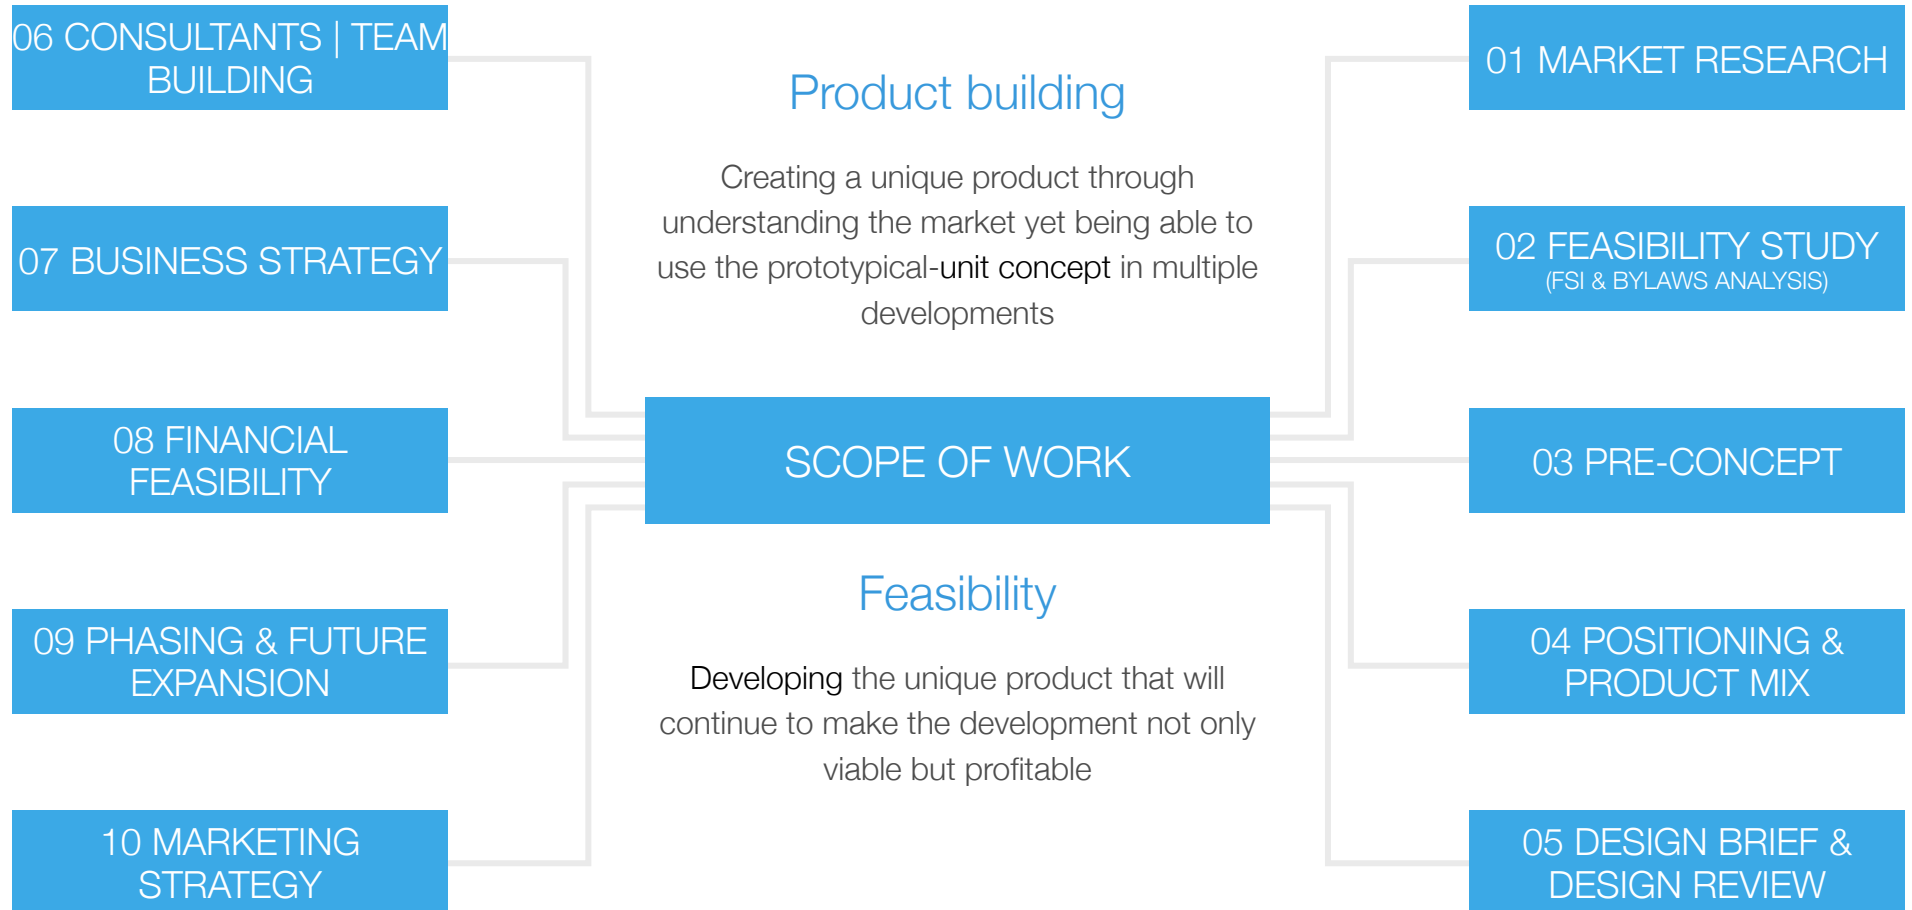 06 CONSULTANTS | TEAM
BUILDING
07 BUSINESS STRATEGY
08 FINANCIAL
FEASIBILITY
09 PHASING & FUTURE
EXPANSION
10 MARKETING
STRATEGY
Product building
Creating a unique product through
understanding the market yet being able to
use the prototypical-unit concept in multiple
developments
SCOPE OF WORK
Feasibility
Developing the unique product that will
continue to make the development not only
viable but profitable
01 MARKET RESEARCH
02 FEASIBILITY STUDY
(FSI & BYLAWS ANALYSIS)
03 PRE-CONCEPT
04 POSITIONING &
PRODUCT MIX
05 DESIGN BRIEF &
DESIGN REVIEW